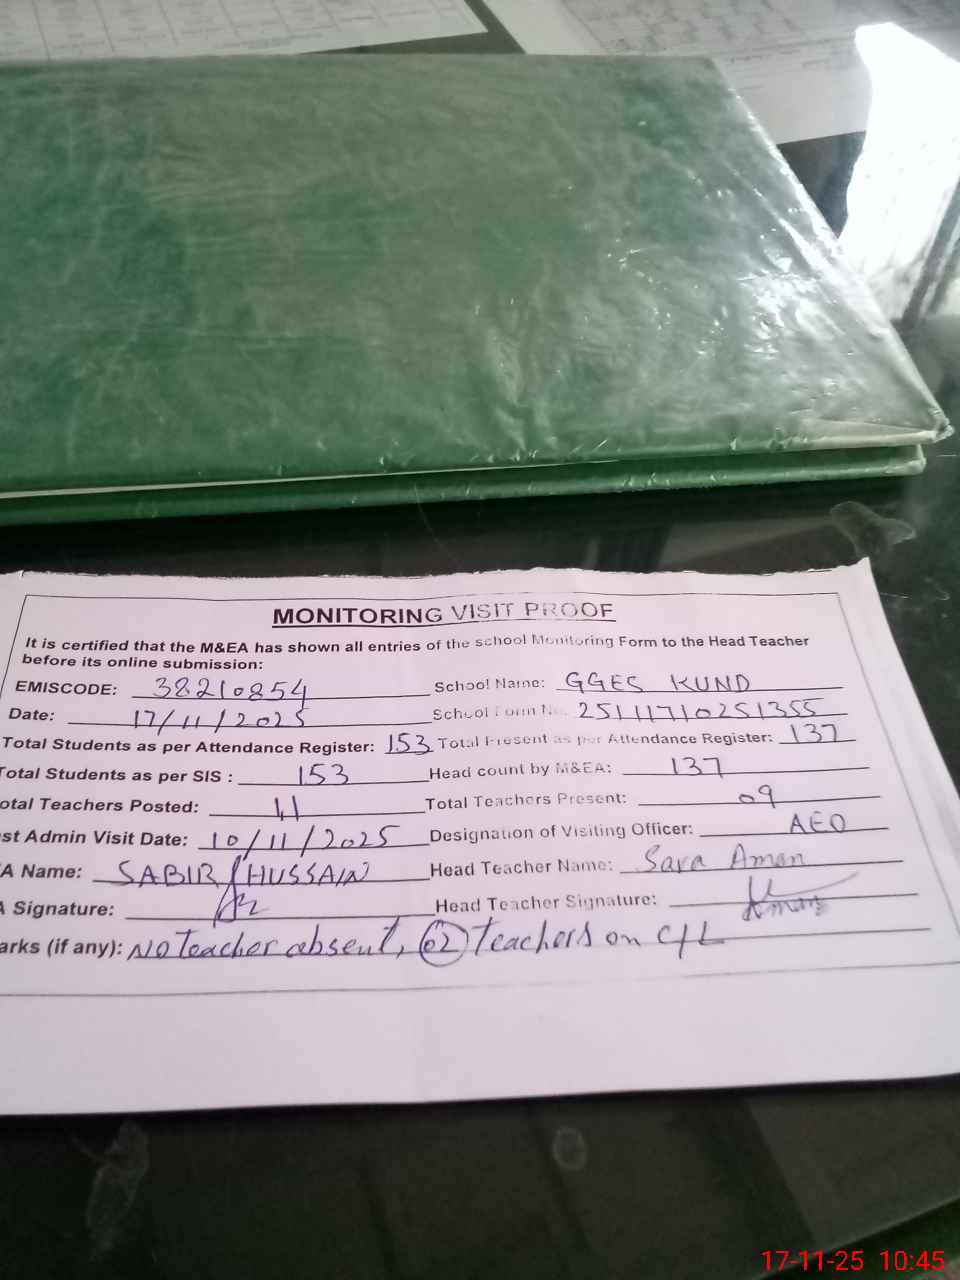 MONITORING VISIT PROOF
It is certified that the M&EA has shown all entries of the school Monitoring Form to the Head Teacher
before its online submission:
EMISCODE: 38210854 School Name: GGES KUND
Date: 17/11/2025 School Form No. 25111710251355
Total Students as per Attendance Register: 153 Total Present as per Attendance Register: 137
Total Students as per SIS : 153 Head count by M&EA: 137
otal Teachers Posted: 11 Total Teachers Present: 09
st Admin Visit Date: 10/11/2025 Designation of Visiting Officer: AEO
A Name: SABIR HUSSAIN Head Teacher Name: Sara Aman
A Signature: Head Teacher Signature: Aman
arks (if any): No Teacher absent, 02 teachers on C/L
17-11-25 10:45